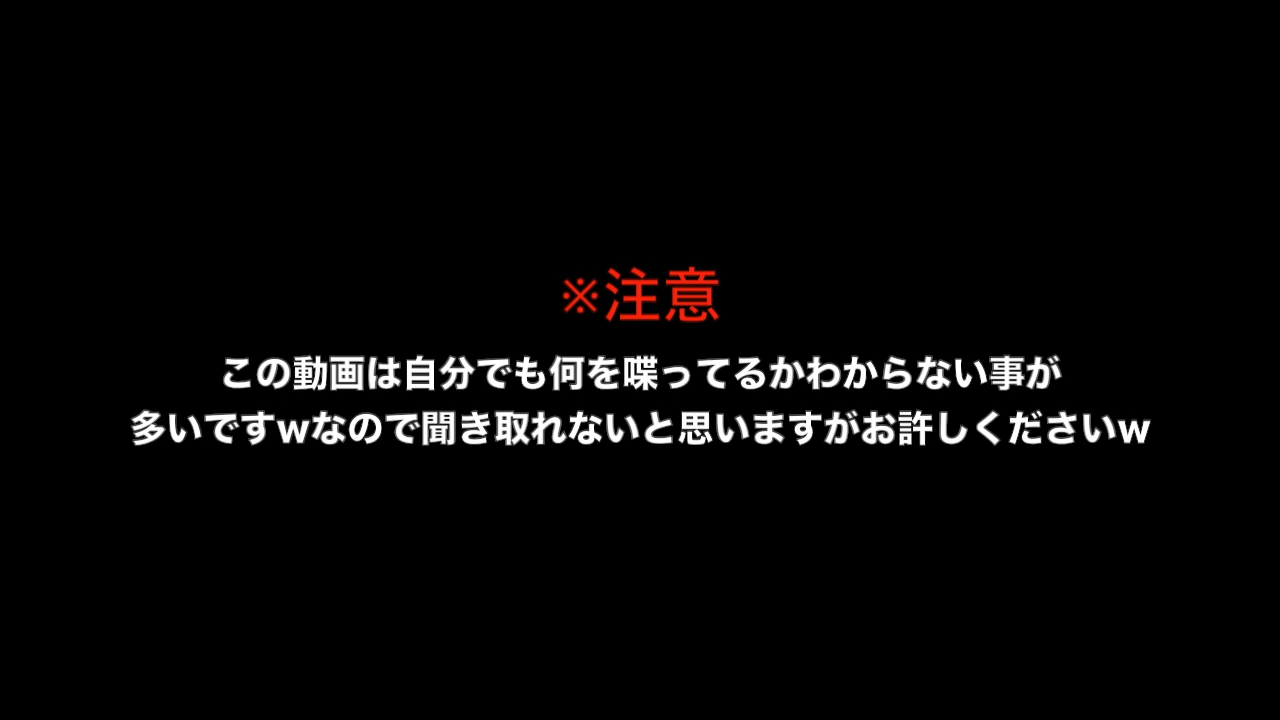 ※注意
この動画は自分でも何を喋ってるかわからない事が
多いですwなので聞き取れないと思いますがお許しくださいw